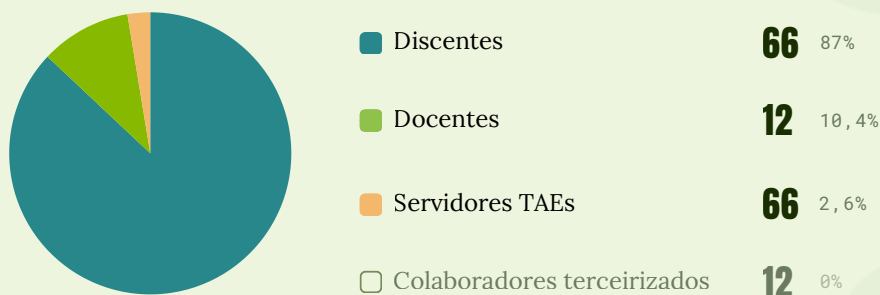 Discentes 66 87%
Docentes 12 10,4%
Servidores TAEs 66 2,6%
Colaboradores terceirizados 12 0%